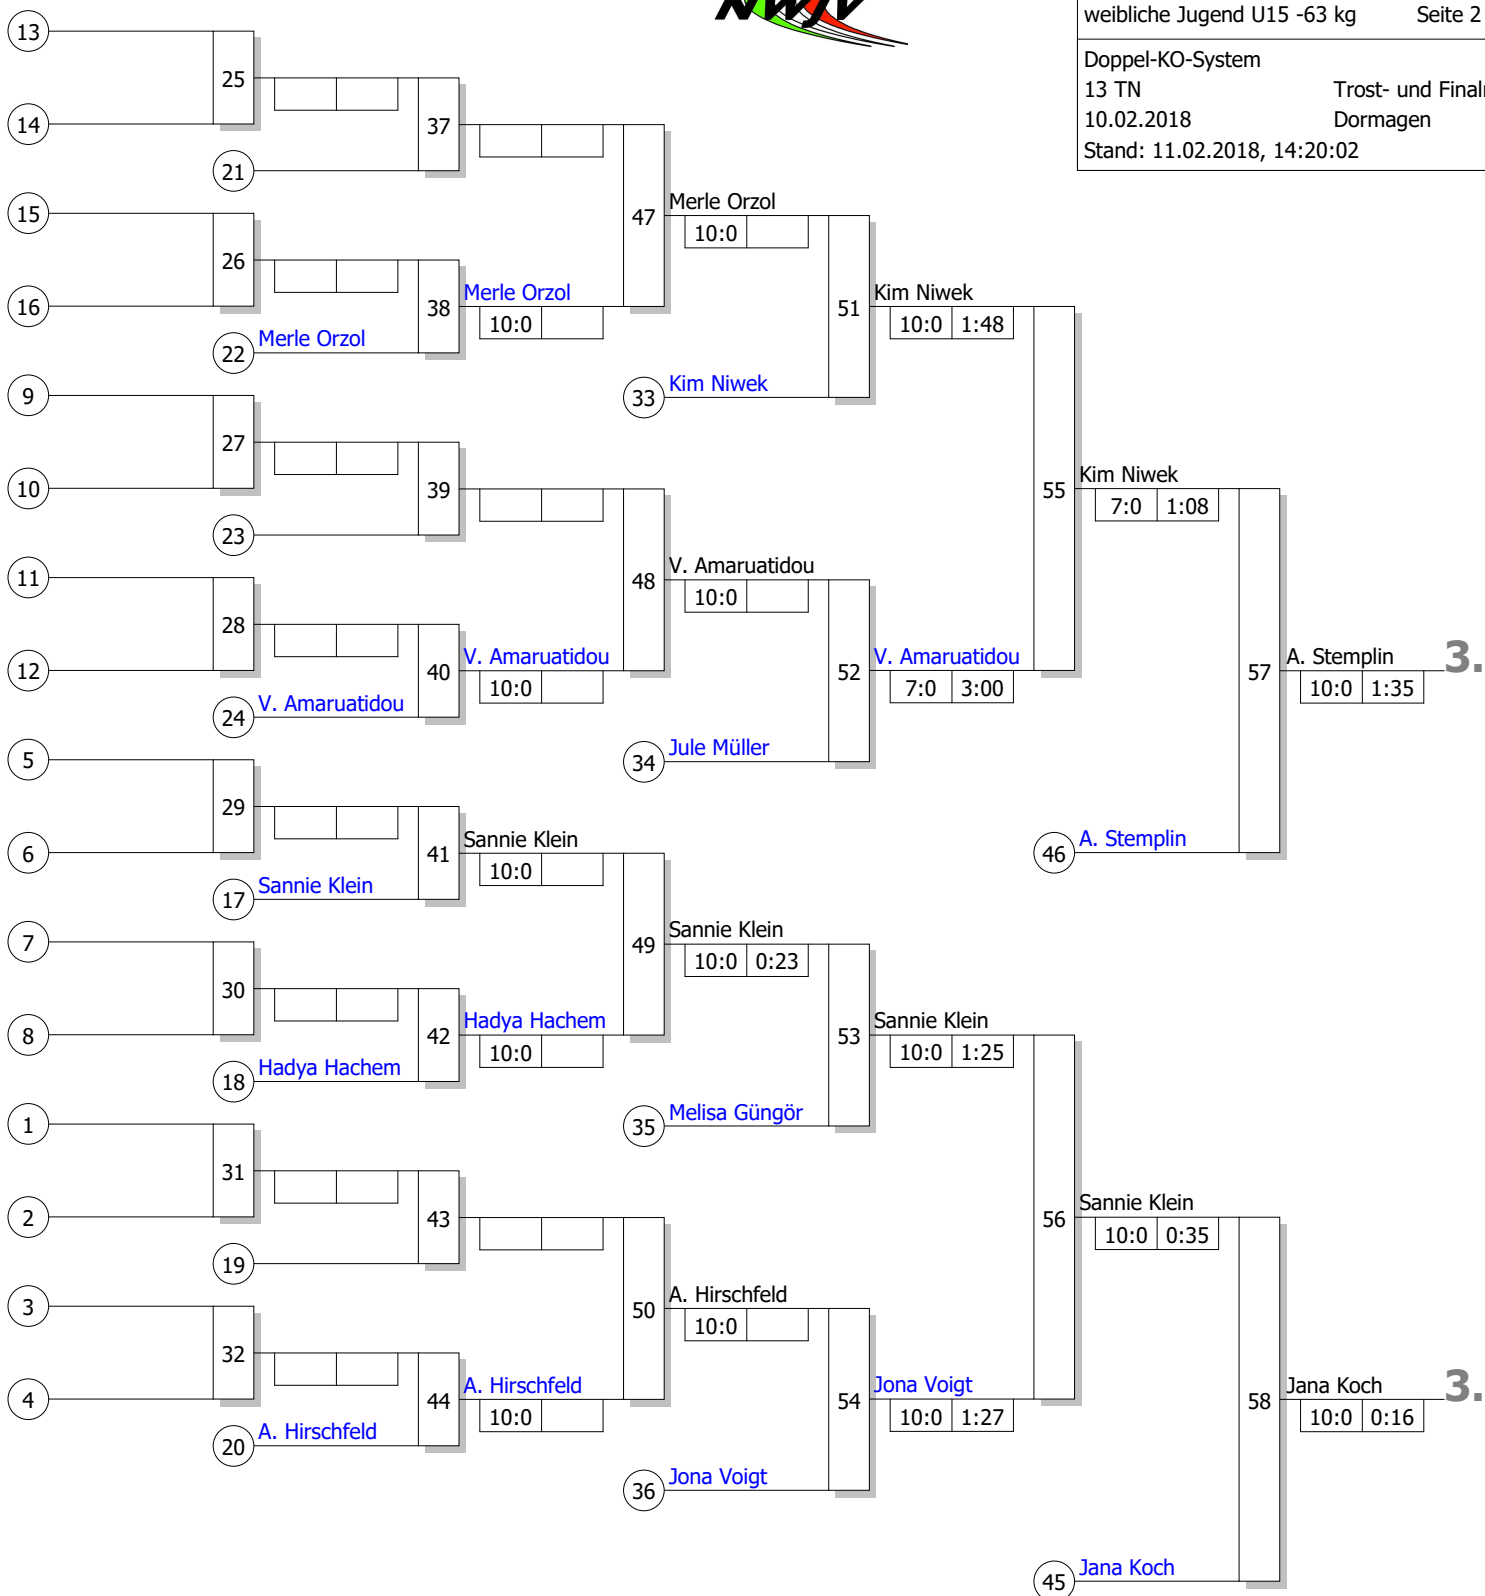 NWJV
weibliche Jugend U15 -63 kg Seite 2
Doppel-KO-System
13 TN Trost- und Final
10.02.2018 Dormagen
Stand: 11.02.2018, 14:20:02
13
25
14
37
21
15
26
16
38
22 Merle Orzol
Merle Orzol
10:0
47
Merle Orzol
10:0
51
33 Kim Niwek
Kim Niwek
10:0 1:48
9
27
10
39
23
11
28
12
40
24 V. Amaruatidou
V. Amaruatidou
10:0
48
V. Amaruatidou
10:0
52
34 Jule Müller
V. Amaruatidou
7:0 3:00
55
Kim Niwek
7:0 1:08
57
46 A. Stemplin
A. Stemplin
10:0 1:35
3.
5
29
6
41
17 Sannie Klein
Sannie Klein
10:0
7
30
8
42
18 Hadya Hachem
Hadya Hachem
10:0
49
Sannie Klein
10:0 0:23
53
35 Melisa Güngör
Sannie Klein
10:0 1:25
1
31
2
43
19
3
32
4
44
20 A. Hirschfeld
A. Hirschfeld
10:0
50
A. Hirschfeld
10:0
54
36 Jona Voigt
Jona Voigt
10:0 1:27
56
Sannie Klein
10:0 0:35
58
45 Jana Koch
Jana Koch
10:0 0:16
3.